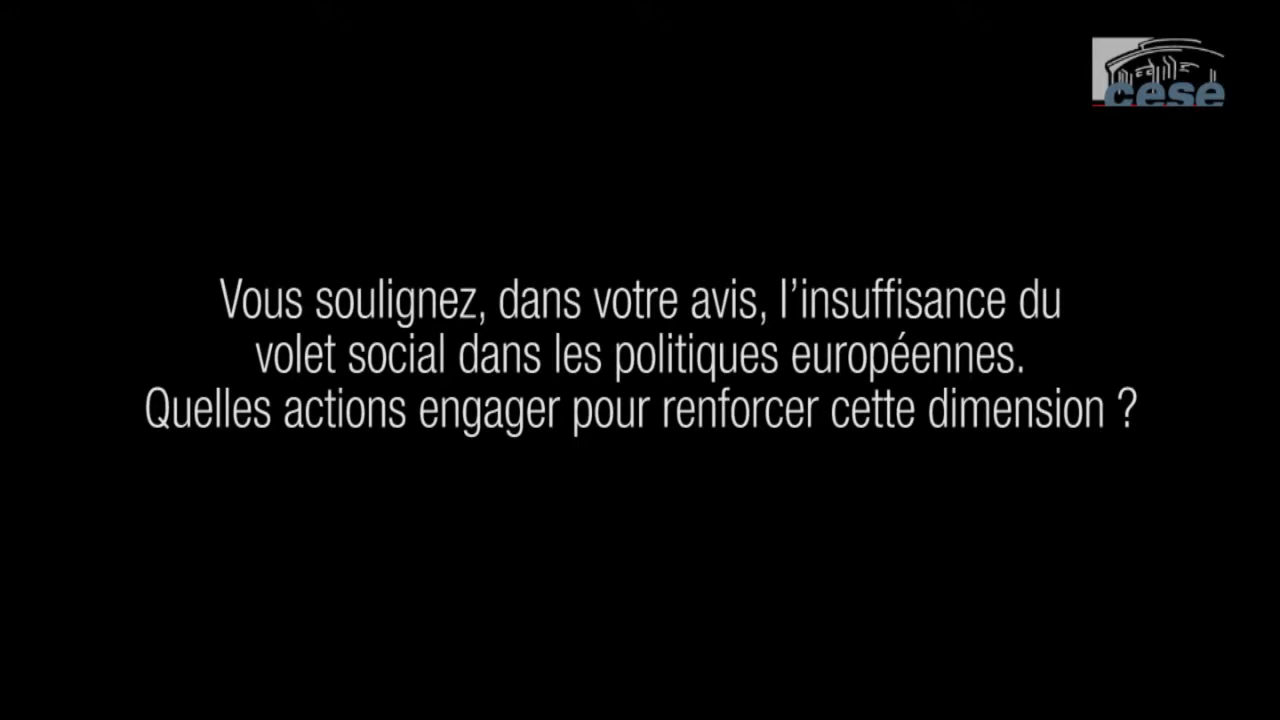 cese
Vous soulignez, dans votre avis, l’insuffisance du
volet social dans les politiques européennes.
Quelles actions engager pour renforcer cette dimension ?